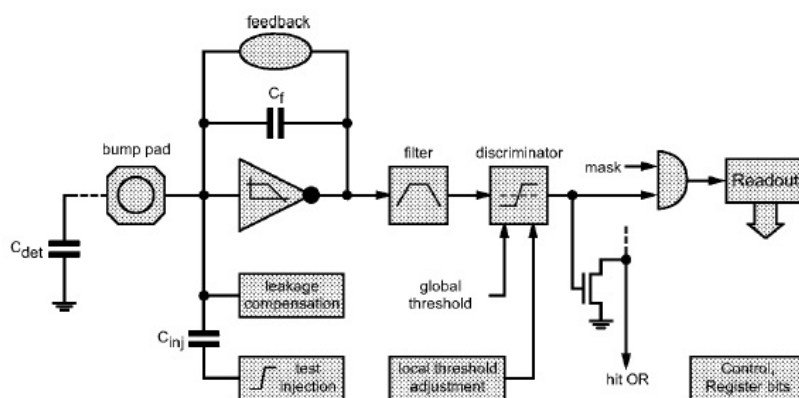 feedback
Cf
bump pad
filter
discriminator
mask
Readout
Cdet
leakage
compensation
global
threshold
Cinj
test
injection
local threshold
adjustment
hit OR
Control,
Register bits